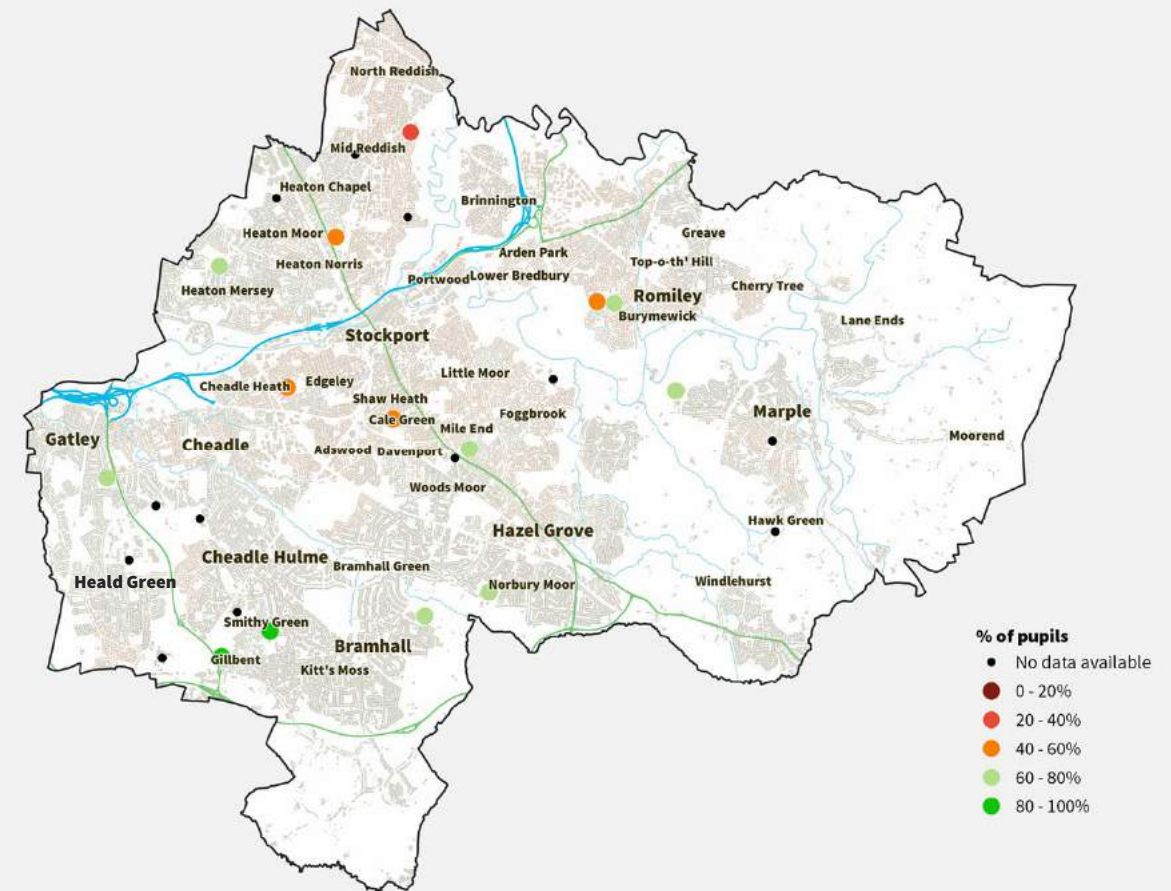 North Reddish
Mid Reddish
Heaton Chapel
Brinnington
Heaton Moor
Greave
Arden Park
Heaton Norris
Top-o-th' Hill
Portwood
Lower Bredbury
Cherry Tree
Heaton Mersey
Romiley
Burymewick
Lane Ends
Stockport
Little Moor
Cheadle Heath
Edgeley
Shaw Heath
Foggbrook
Marple
Cale Green
Mile End
Gatley
Cheadle
Moorend
Adswood
Davenport
Woods Moor
Hawk Green
Hazel Grove
Cheadle Hulme
Bramhall Green
Heald Green
Norbury Moor
Windlehurst
Smithy Green
Bramhall
Gillbent
Kitt's Moss
% of pupils
No data available
0 - 20%
20 - 40%
40 - 60%
60 - 80%
80 - 100%